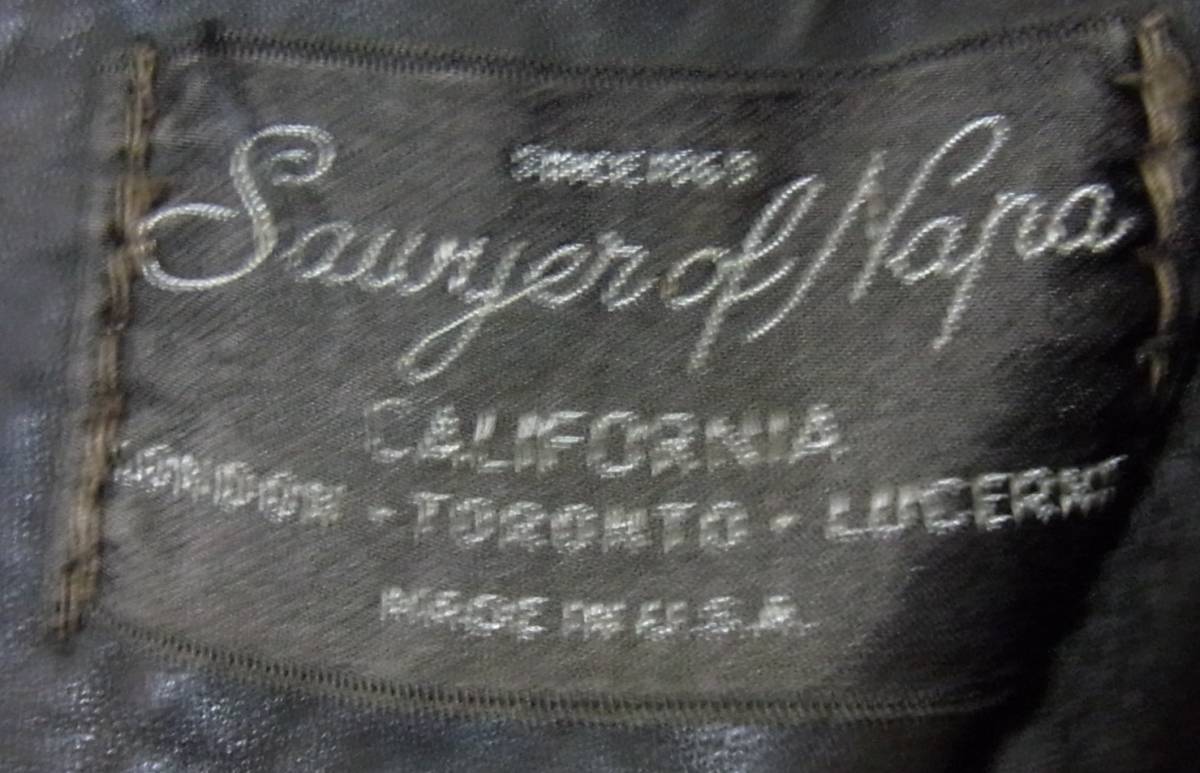 Sawyer of Napa
CALIFORNIA
LONDON - TORONTO - LUCERNE
MADE IN U.S.A.